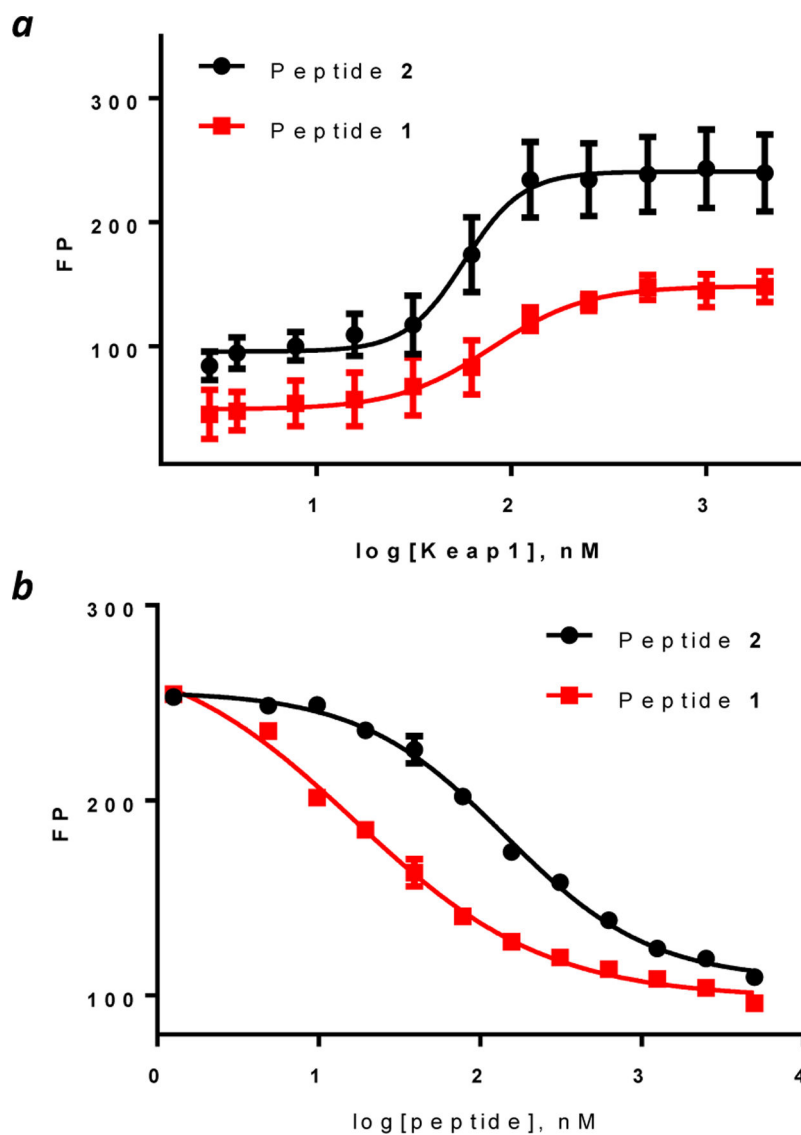 a
Peptide 2
Peptide 1
300
200
100
FP
1 2 3
log[Keap1], nM
b
300
Peptide 2
Peptide 1
200
100
FP
0 1 2 3 4
log[peptide], nM